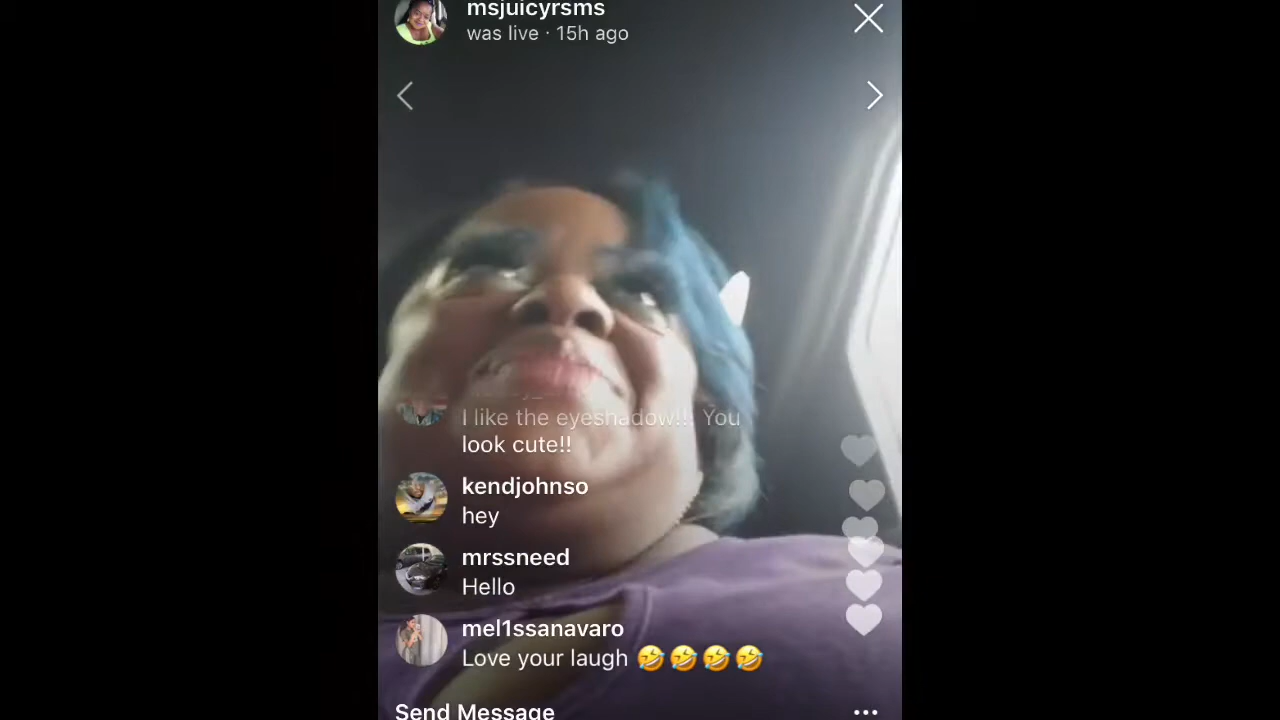 msjuicyrsms
was live · 15h ago
I like the eyeshadow!!! You
look cute!!
kendjohnso
hey
mrssneed
Hello
mel1ssanavaro
Love your laugh 🤣🤣🤣🤣
Send Message